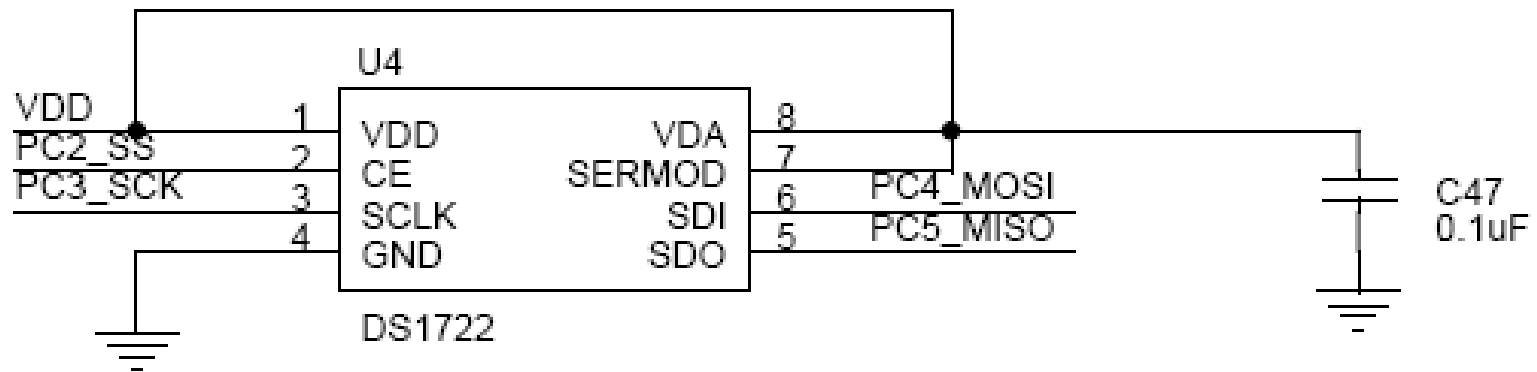 U4
VDD 1 VDD VDA 8
PC2_SS 2 CE SERMOD 7
PC3_SCK 3 SCLK SDI 6 PC4_MOSI
4 GND SDO 5 PC5_MISO
C47
0.1uF
DS1722